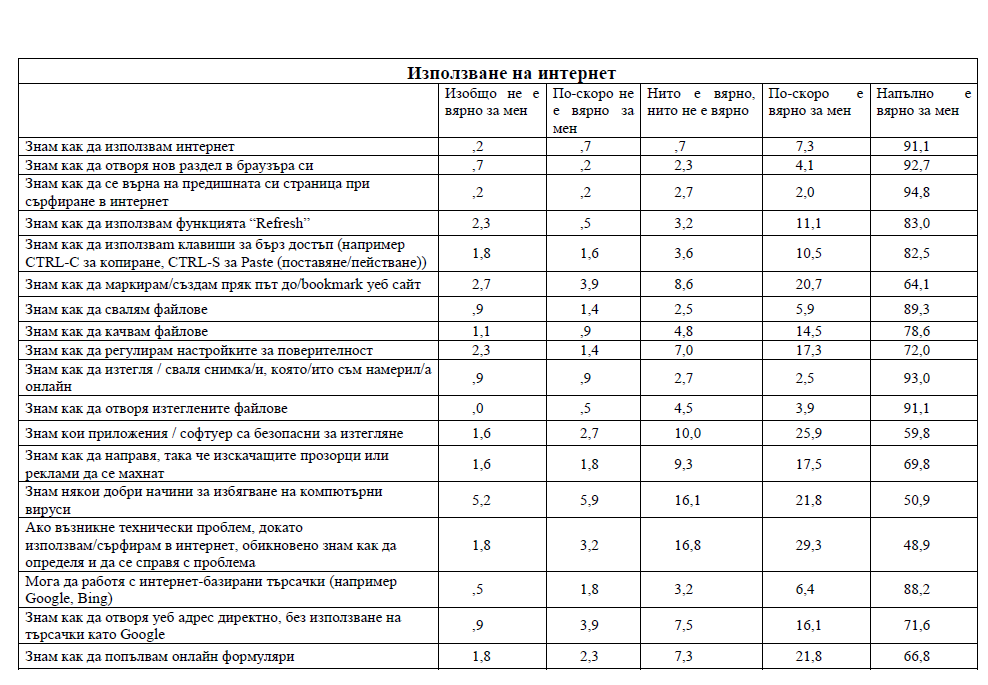 Използване на интернет
Изобщо не е вярно за мен По-скоро не е вярно за мен Нито е вярно, нито не е вярно По-скоро е вярно за мен Напълно е вярно за мен
Знам как да използвам интернет ,2 ,7 ,7 7,3 91,1
Знам как да отворя нов раздел в браузъра си ,7 ,2 2,3 4,1 92,7
Знам как да се върна на предишната си страница при
сърфиране в интернет ,2 ,2 2,7 2,0 94,8
Знам как да използвам функцията “Refresh” 2,3 ,5 3,2 11,1 83,0
Знам как да използвам клавиши за бърз достъп (например
CTRL-C за копиране, CTRL-S за Paste (поставяне/пействане)) 1,8 1,6 3,6 10,5 82,5
Знам как да маркирам/създам пряк път до/bookmark уеб сайт 2,7 3,9 8,6 20,7 64,1
Знам как да свалям файлове ,9 1,4 2,5 5,9 89,3
Знам как да качвам файлове 1,1 ,9 4,8 14,5 78,6
Знам как да регулирам настройките за поверителност 2,3 1,4 7,0 17,3 72,0
Знам как да изтегля / сваля снимка/и, която/ито съм намерил/а
онлайн ,9 ,9 2,7 2,5 93,0
Знам как да отворя изтеглените файлове ,0 ,5 4,5 3,9 91,1
Знам кои приложения / софтуер са безопасни за изтегляне 1,6 2,7 10,0 25,9 59,8
Знам как да направя, така че изскачащите прозорци или
реклами да се махнат 1,6 1,8 9,3 17,5 69,8
Знам някои добри начини за избягване на компютърни
вируси 5,2 5,9 16,1 21,8 50,9
Ако възникне технически проблем, докато
използвам/сърфирам в интернет, обикновено знам как да
определя и да се справя с проблема 1,8 3,2 16,8 29,3 48,9
Мога да работя с интернет-базирани търсачки (например
Google, Bing) ,5 1,8 3,2 6,4 88,2
Знам как да отворя уеб адрес директно, без използване на
търсачки като Google ,9 3,9 7,5 16,1 71,6
Знам как да попълвам онлайн формуляри 1,8 2,3 7,3 21,8 66,8